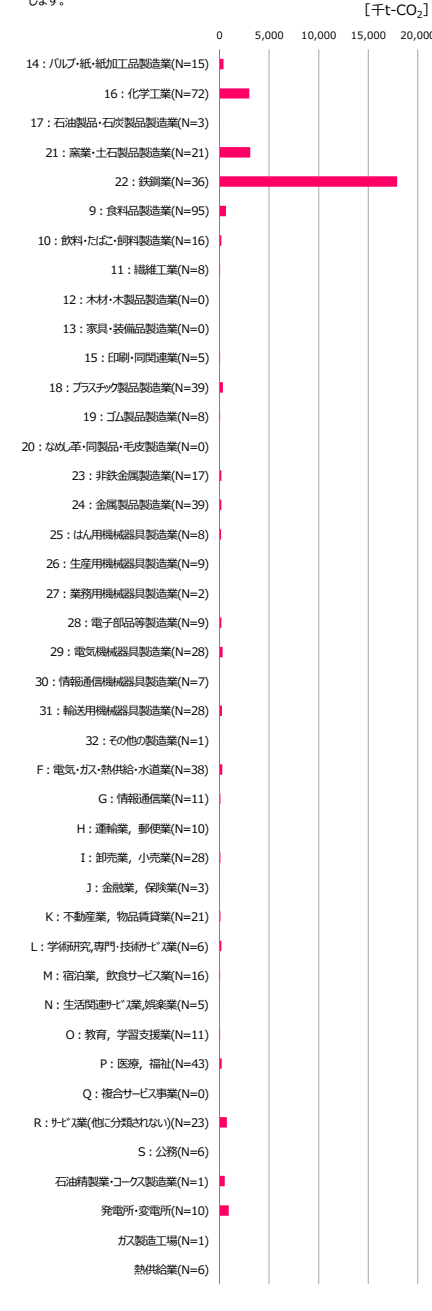 します。
[千t-CO₂]
0 5,000 10,000 15,000 20,000
14：パルプ・紙・紙加工品製造業(N=15)
16：化学工業(N=72)
17：石油製品・石炭製品製造業(N=3)
21：窯業・土石製品製造業(N=21)
22：鉄鋼業(N=36)
9：食料品製造業(N=95)
10：飲料・たばこ・飼料製造業(N=16)
11：繊維工業(N=8)
12：木材・木製品製造業(N=0)
13：家具・装備品製造業(N=0)
15：印刷・同関連業(N=5)
18：プラスチック製品製造業(N=39)
19：ゴム製品製造業(N=8)
20：なめし革・同製品・毛皮製造業(N=0)
23：非鉄金属製造業(N=17)
24：金属製品製造業(N=39)
25：はん用機械器具製造業(N=8)
26：生産用機械器具製造業(N=9)
27：業務用機械器具製造業(N=2)
28：電子部品等製造業(N=9)
29：電気機械器具製造業(N=28)
30：情報通信機械器具製造業(N=7)
31：輸送用機械器具製造業(N=28)
32：その他の製造業(N=1)
F：電気・ガス・熱供給・水道業(N=38)
G：情報通信業(N=11)
H：運輸業，郵便業(N=10)
I：卸売業，小売業(N=28)
J：金融業，保険業(N=3)
K：不動産業，物品賃貸業(N=21)
L：学術研究,専門・技術ｻｰﾋﾞｽ業(N=6)
M：宿泊業，飲食サービス業(N=16)
N：生活関連ｻｰﾋﾞｽ業,娯楽業(N=5)
O：教育，学習支援業(N=11)
P：医療，福祉(N=43)
Q：複合サービス事業(N=0)
R：ｻｰﾋﾞｽ業(他に分類されない)(N=23)
S：公務(N=6)
石油精製業・コークス製造業(N=1)
発電所・変電所(N=10)
ガス製造工場(N=1)
熱供給業(N=6)